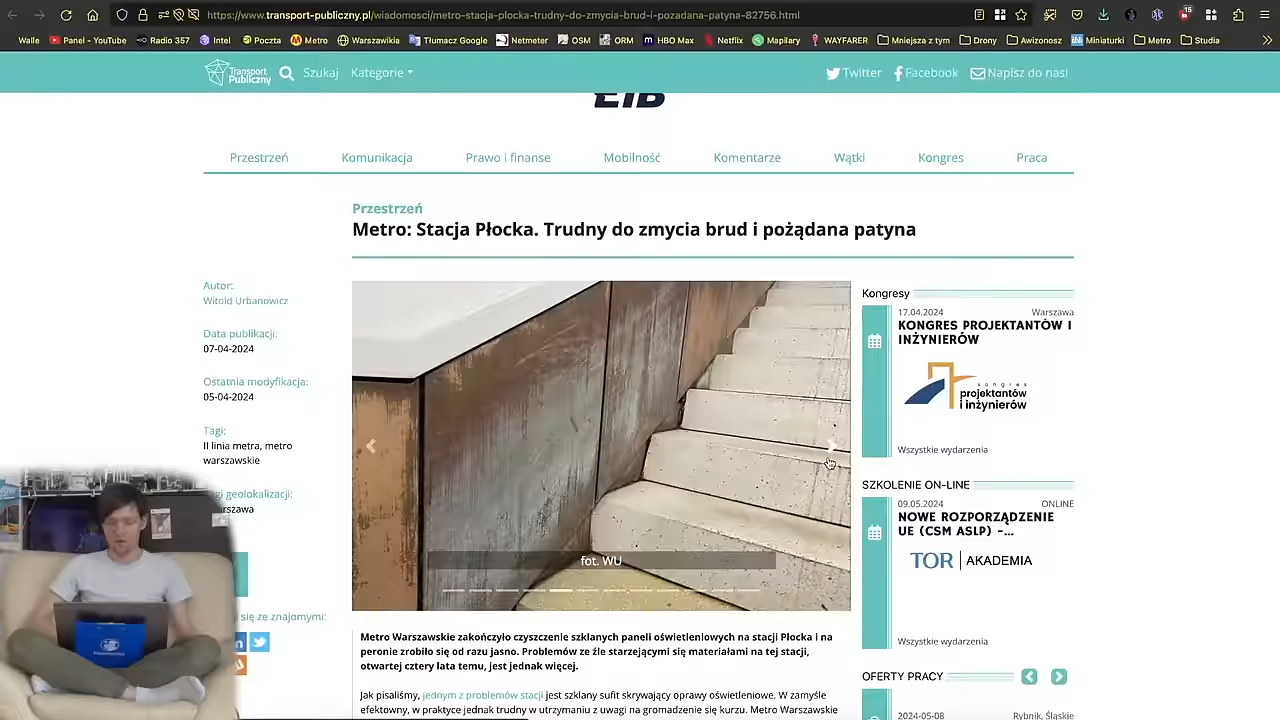 https://www.transport-publiczny.pl/wiadomosci/metro-stacja-plocka-trudny-do-zmycia-brud-i-pozadana-patyna-82756.html
15
Walle
Panel - YouTube
Radio 357
Intel
Poczta
Metro
Warszawikia
Tłumacz Google
Netmeter
OSM
ORM
HBO Max
Netflix
Mapilary
WAYFARER
Mniejsza z tym
Drony
Awizonosz
Miniaturki
Metro
Studia
Transport Publiczny
Szukaj
Kategorie
Twitter
Facebook
Napisz do nas!
Przestrzeń
Komunikacja
Prawo i finanse
Mobilność
Komentarze
Wątki
Kongres
Praca
Przestrzeń
Metro: Stacja Płocka. Trudny do zmycia brud i pożądana patyna
Autor:
Witold Urbanowicz
Data publikacji:
07-04-2024
Ostatnia modyfikacja:
05-04-2024
Tagi:
II linia metra, metro
warszawskie
geolokalizacji:
się ze znajomymi:
fot. WU
Metro Warszawskie zakończyło czyszczenie szklanych paneli oświetleniowych na stacji Płocka i na
peronie zrobiło się od razu jasno. Problemów ze źle starzejącymi się materiałami na tej stacji,
otwartej cztery lata temu, jest jednak więcej.
Jak pisaliśmy, jednym z problemów stacji jest szklany sufit skrywający oprawy oświetleniowe. W zamyśle
efektowny, w praktyce jednak trudny w utrzymaniu z uwagi na gromadzenie się kurzu. Metro Warszawskie
Kongresy
17.04.2024
Warszawa
KONGRES PROJEKTANTÓW I
INŻYNIERÓW
kongres
projektantów
i inżynierów
Wszystkie wydarzenia
SZKOLENIE ON-LINE
09.05.2024
ONLINE
NOWE ROZPORZĄDZENIE
UE (CSM ASLP) -...
TOR AKADEMIA
Wszystkie wydarzenia
OFERTY PRACY
2024-05-08
Rybnik, Śląskie